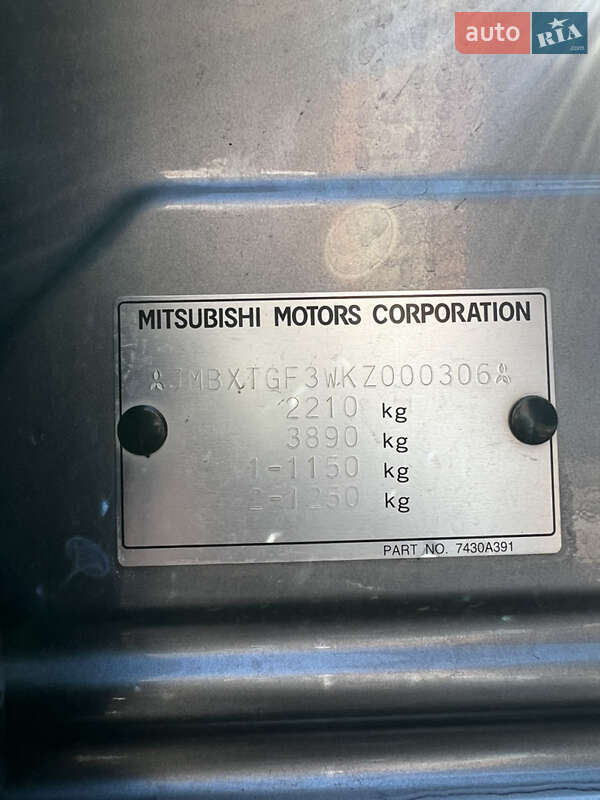 auto RIA.com
MITSUBISHI MOTORS CORPORATION
JMBXTGF3WKZ000306
2210 kg
3890 kg
1-1150 kg
2-1250 kg
PART NO. 7430A391